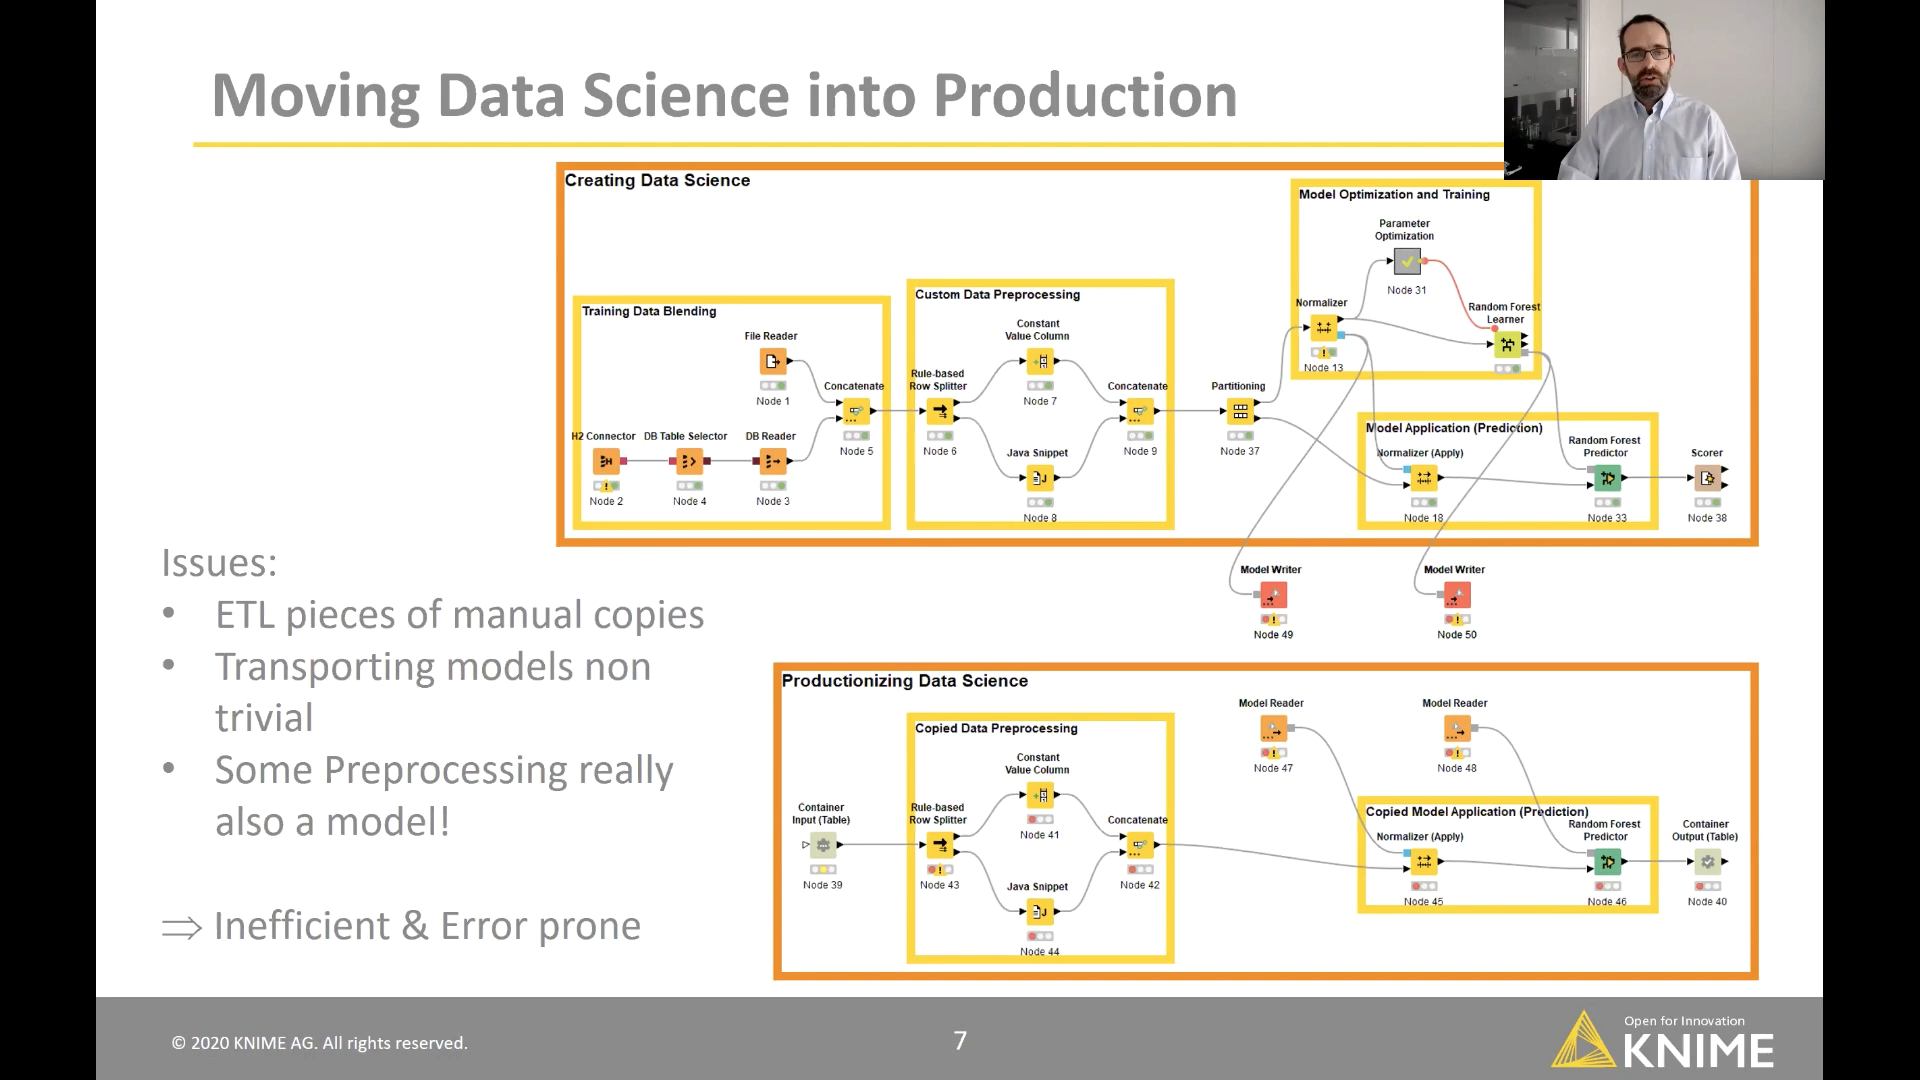 Moving Data Science into Production
Creating Data Science
Model Optimization and Training
Parameter
Optimization
Node 31
Normalizer
Node 13
Random Forest
Learner
Training Data Blending
File Reader
Node 1
Concatenate
Node 5
H2 Connector
Node 2
DB Table Selector
Node 4
DB Reader
Node 3
Custom Data Preprocessing
Constant
Value Column
Node 7
Rule-based
Row Splitter
Node 6
Concatenate
Node 9
Java Snippet
Node 8
Partitioning
Node 37
Model Application (Prediction)
Normalizer (Apply)
Node 18
Random Forest
Predictor
Node 33
Scorer
Node 38
Model Writer
Node 49
Model Writer
Node 50
Issues:
• ETL pieces of manual copies
• Transporting models non
trivial
• Some Preprocessing really
also a model!
⇒ Inefficient & Error prone
Productionizing Data Science
Model Reader
Node 47
Model Reader
Node 48
Copied Data Preprocessing
Constant
Value Column
Node 41
Container
Input (Table)
Node 39
Rule-based
Row Splitter
Node 43
Concatenate
Node 42
Java Snippet
Node 44
Copied Model Application (Prediction)
Normalizer (Apply)
Node 45
Random Forest
Predictor
Node 46
Container
Output (Table)
Node 40
© 2020 KNIME AG. All rights reserved.
7
Open for Innovation
KNIME